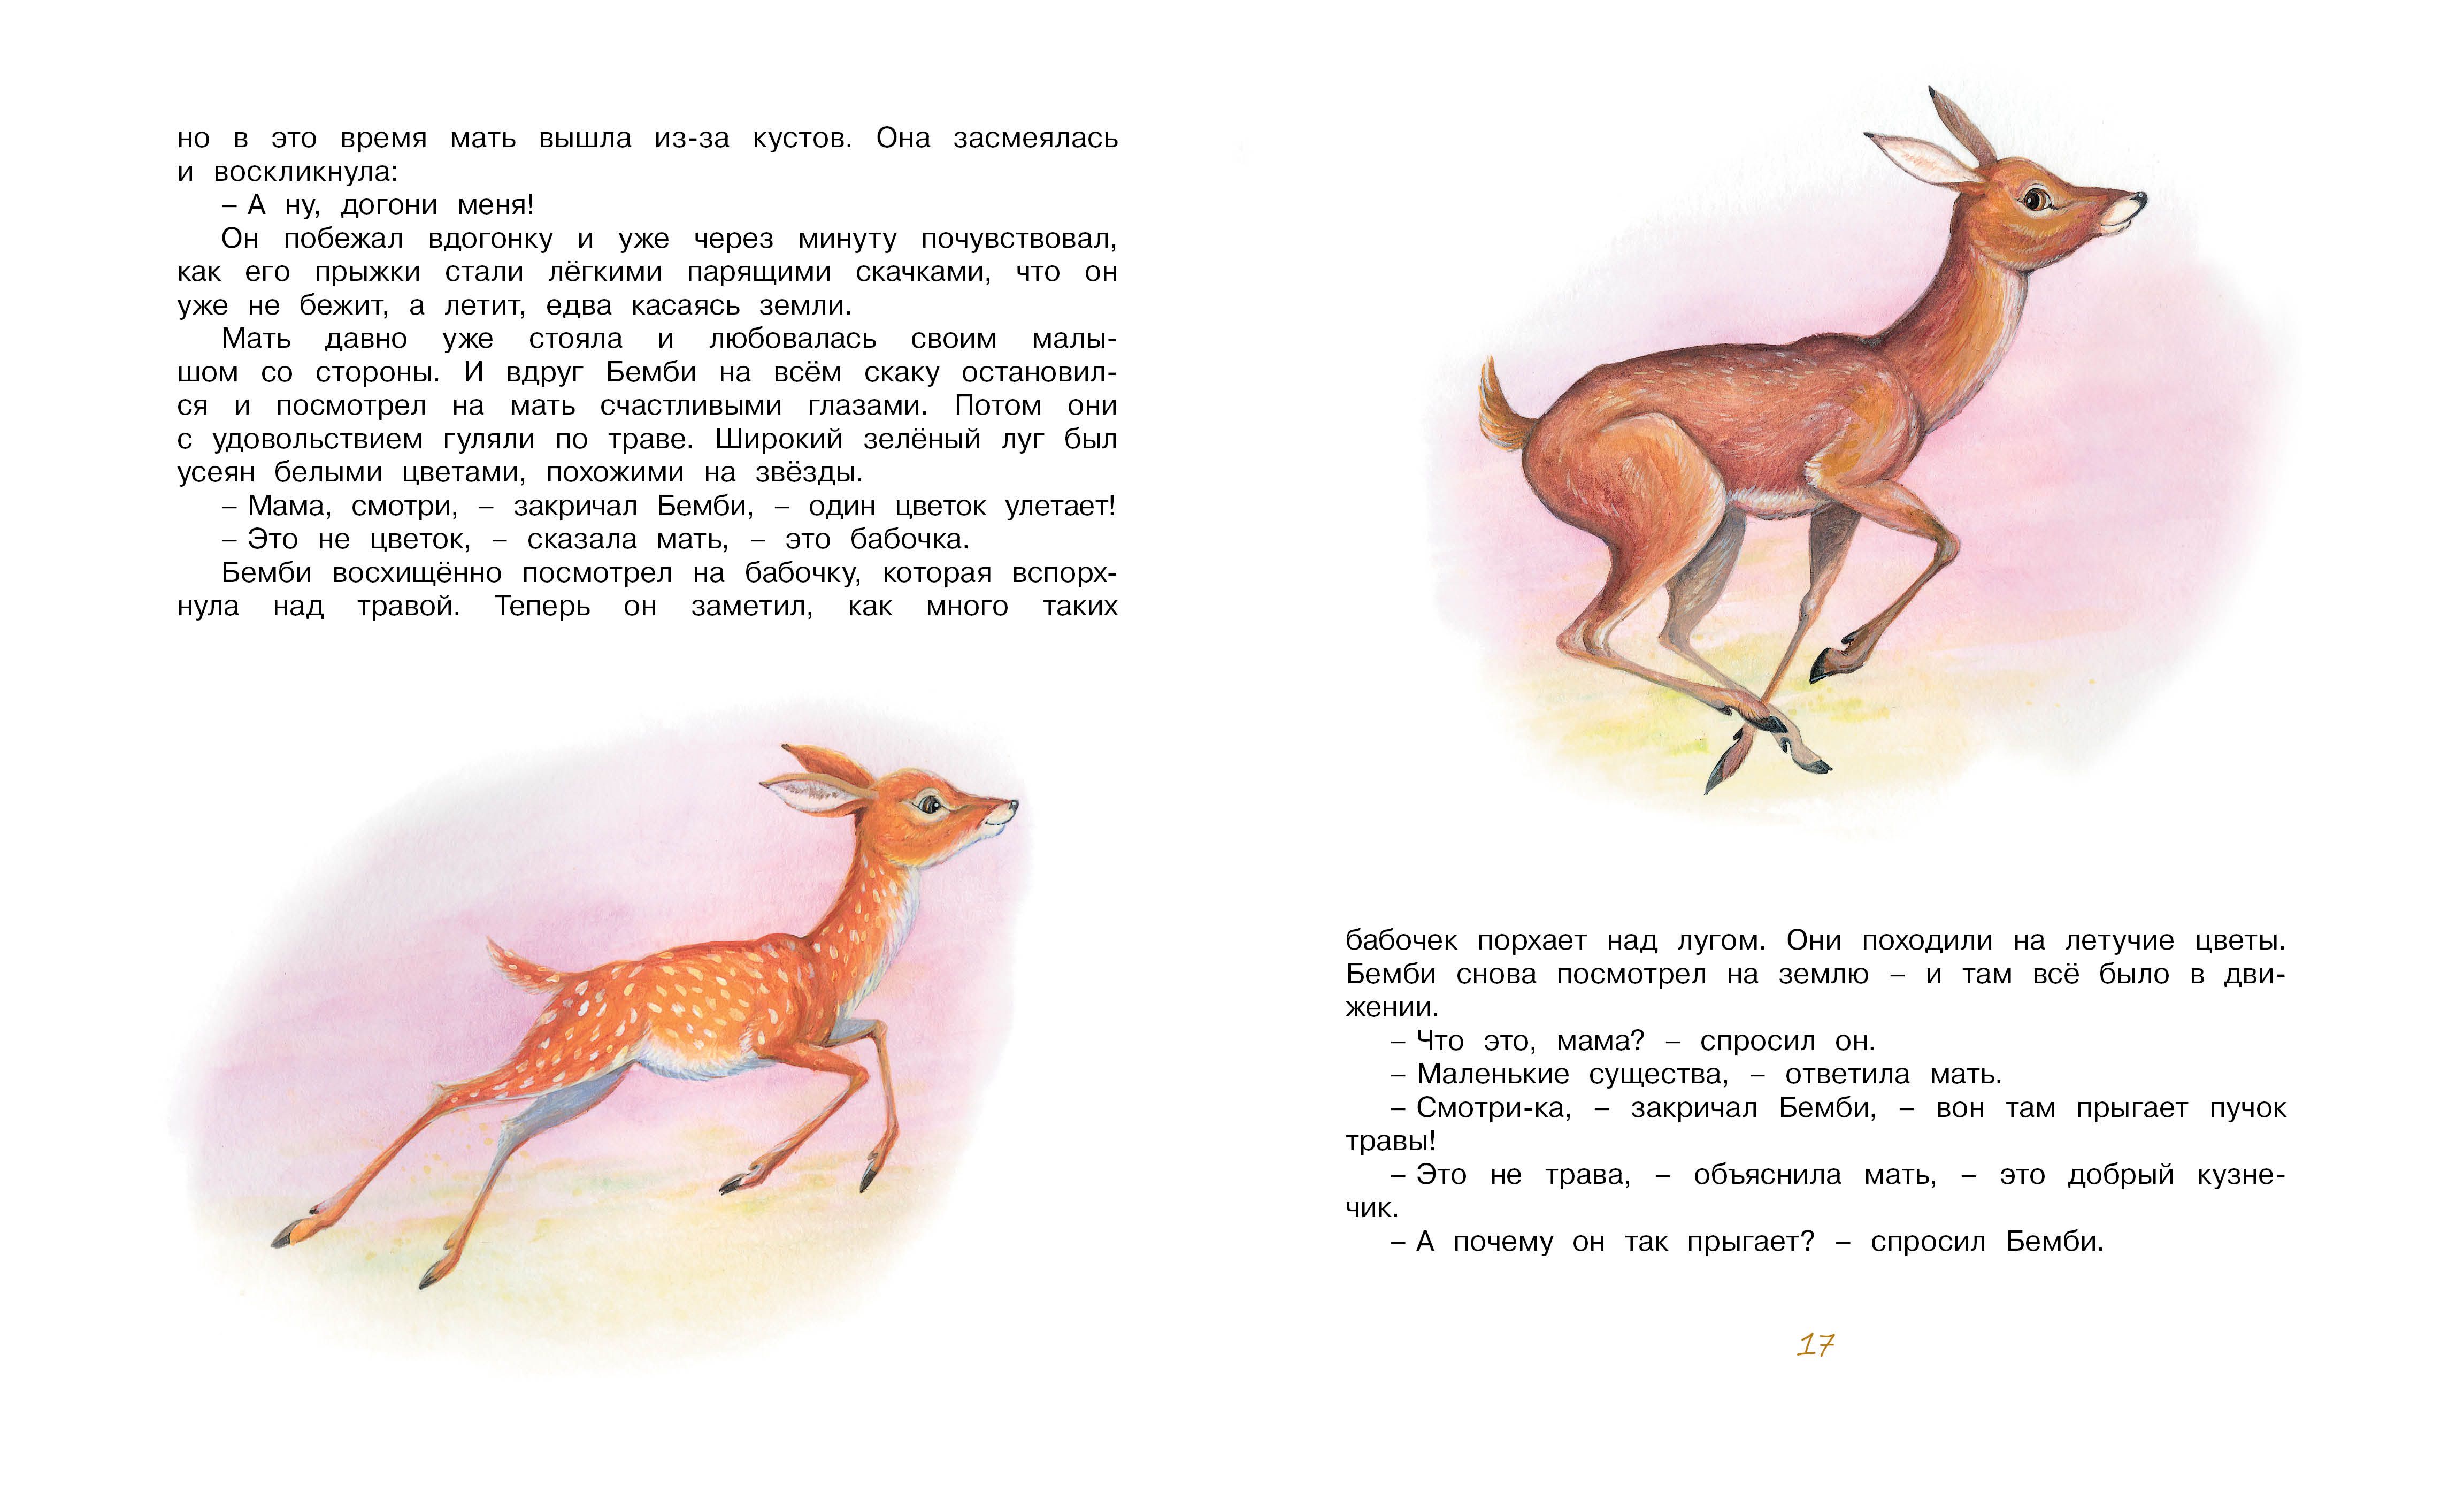 но в это время мать вышла из-за кустов. Она засмеялась
и воскликнула:
– А ну, догони меня!
Он побежал вдогонку и уже через минуту почувствовал,
как его прыжки стали лёгкими парящими скачками, что он
уже не бежит, а летит, едва касаясь земли.
Мать давно уже стояла и любовалась своим малы-
шом со стороны. И вдруг Бемби на всём скаку остановил-
ся и посмотрел на мать счастливыми глазами. Потом они
с удовольствием гуляли по траве. Широкий зелёный луг был
усеян белыми цветами, похожими на звёзды.
– Мама, смотри, – закричал Бемби, – один цветок улетает!
– Это не цветок, – сказала мать, – это бабочка.
Бемби восхищённо посмотрел на бабочку, которая вспорх-
нула над травой. Теперь он заметил, как много таких
бабочек порхает над лугом. Они походили на летучие цветы.
Бемби снова посмотрел на землю – и там всё было в дви-
жении.
– Что это, мама? – спросил он.
– Маленькие существа, – ответила мать.
– Смотри-ка, – закричал Бемби, – вон там прыгает пучок
травы!
– Это не трава, – объяснила мать, – это добрый кузне-
чик.
– А почему он так прыгает? – спросил Бемби.
17